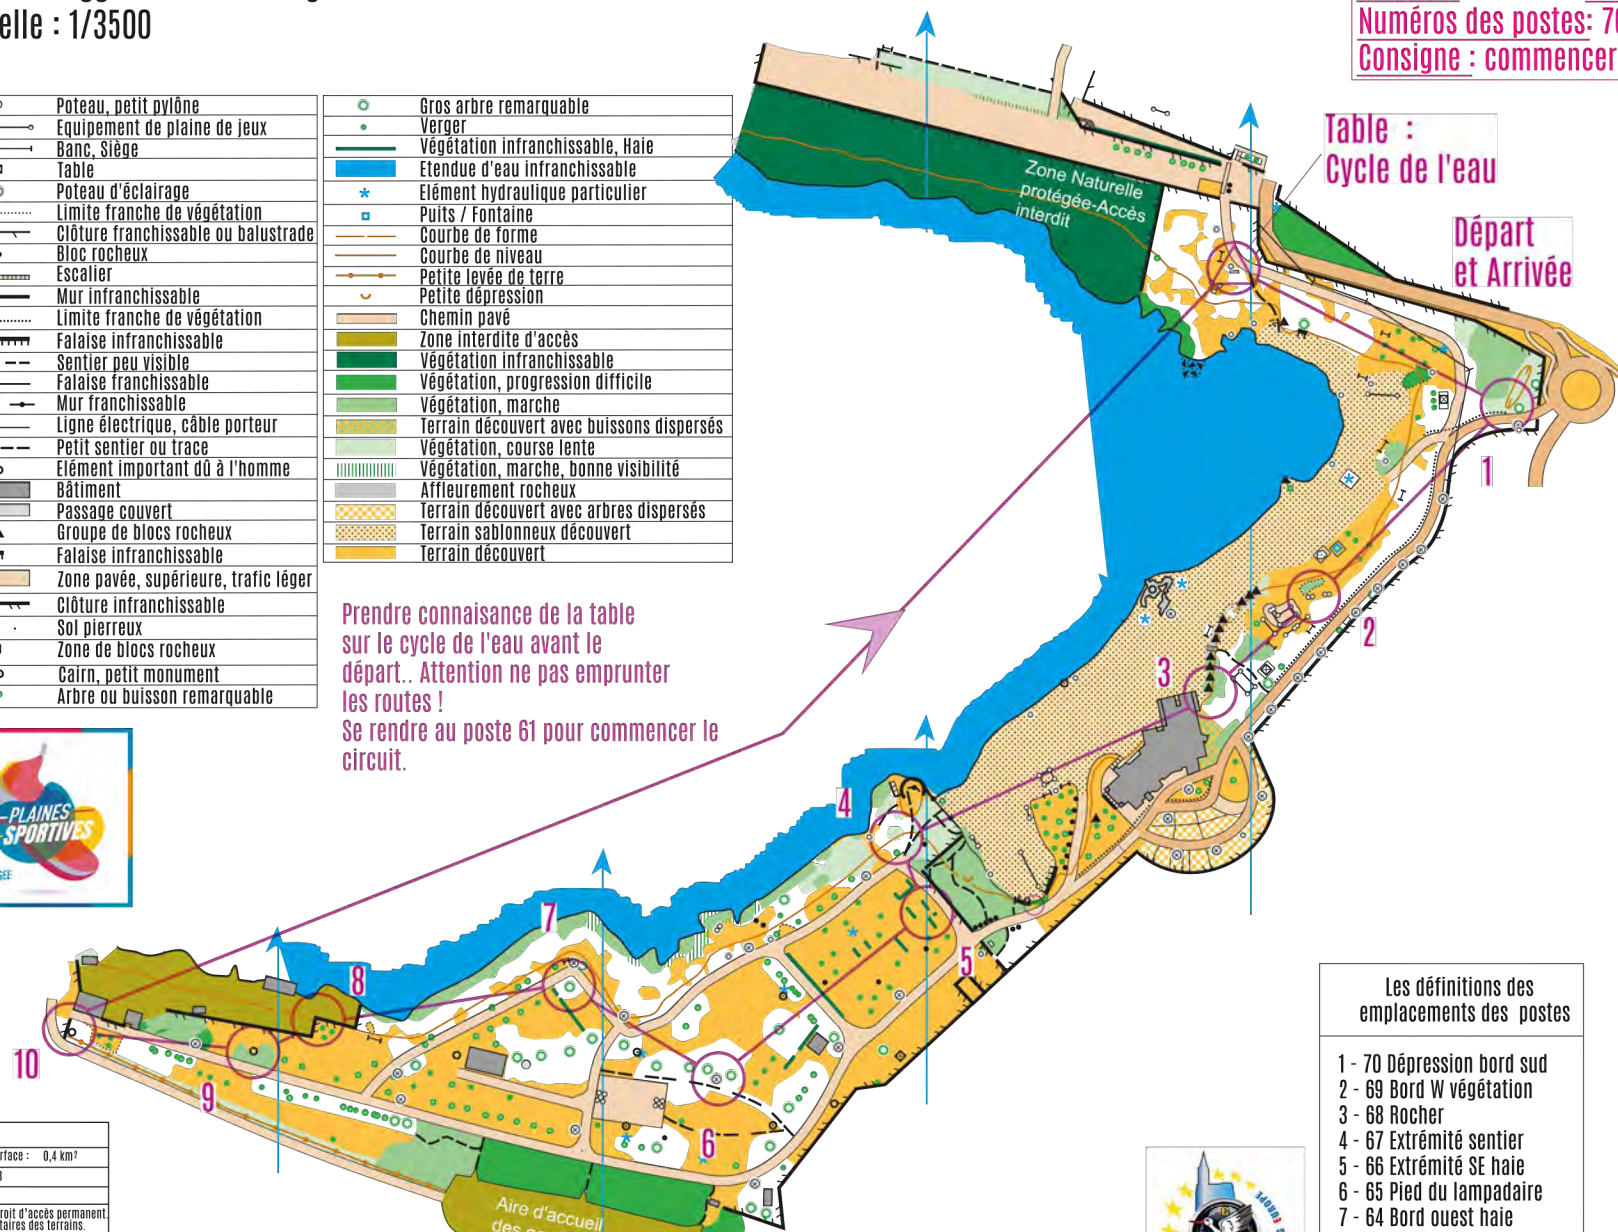 elle : 1/3500
Numéros des postes: 70
Consigne : commencer
Poteau, petit pylône
Equipement de plaine de jeux
Banc, Siège
Table
Poteau d'éclairage
Limite franche de végétation
Clôture franchissable ou balustrade
Bloc rocheux
Escalier
Mur infranchissable
Limite franche de végétation
Falaise infranchissable
Sentier peu visible
Falaise franchissable
Mur franchissable
Ligne électrique, câble porteur
Petit sentier ou trace
Elément important dû à l'homme
Bâtiment
Passage couvert
Groupe de blocs rocheux
Falaise infranchissable
Zone pavée, supérieure, trafic léger
Clôture infranchissable
Sol pierreux
Zone de blocs rocheux
Cairn, petit monument
Arbre ou buisson remarquable
Gros arbre remarquable
Verger
Végétation infranchissable, Haie
Etendue d'eau infranchissable
Elément hydraulique particulier
Puits / Fontaine
Courbe de forme
Courbe de niveau
Petite levée de terre
Petite dépression
Chemin pavé
Zone interdite d'accès
Végétation infranchissable
Végétation, progression difficile
Végétation, marche
Terrain découvert avec buissons dispersés
Végétation, course lente
Végétation, marche, bonne visibilité
Affleurement rocheux
Terrain découvert avec arbres dispersés
Terrain sablonneux découvert
Terrain découvert
Zone Naturelle
protégée-Accès
interdit
Table :
Cycle de l'eau
Départ
et Arrivée
Prendre connaisance de la table
sur le cycle de l'eau avant le
départ.. Attention ne pas emprunter
les routes !
Se rendre au poste 61 pour commencer le
circuit.
1
2
3
4
5
6
7
8
9
10
-PLAINES
-SPORTIVES
Aire d'accueil
Les définitions des
emplacements des postes
1 - 70 Dépression bord sud
2 - 69 Bord W végétation
3 - 68 Rocher
4 - 67 Extrémité sentier
5 - 66 Extrémité SE haie
6 - 65 Pied du lampadaire
7 - 64 Bord ouest haie
rface : 0,4 km²
roit d'accès permanent.
taires des terrains.
EUROPE